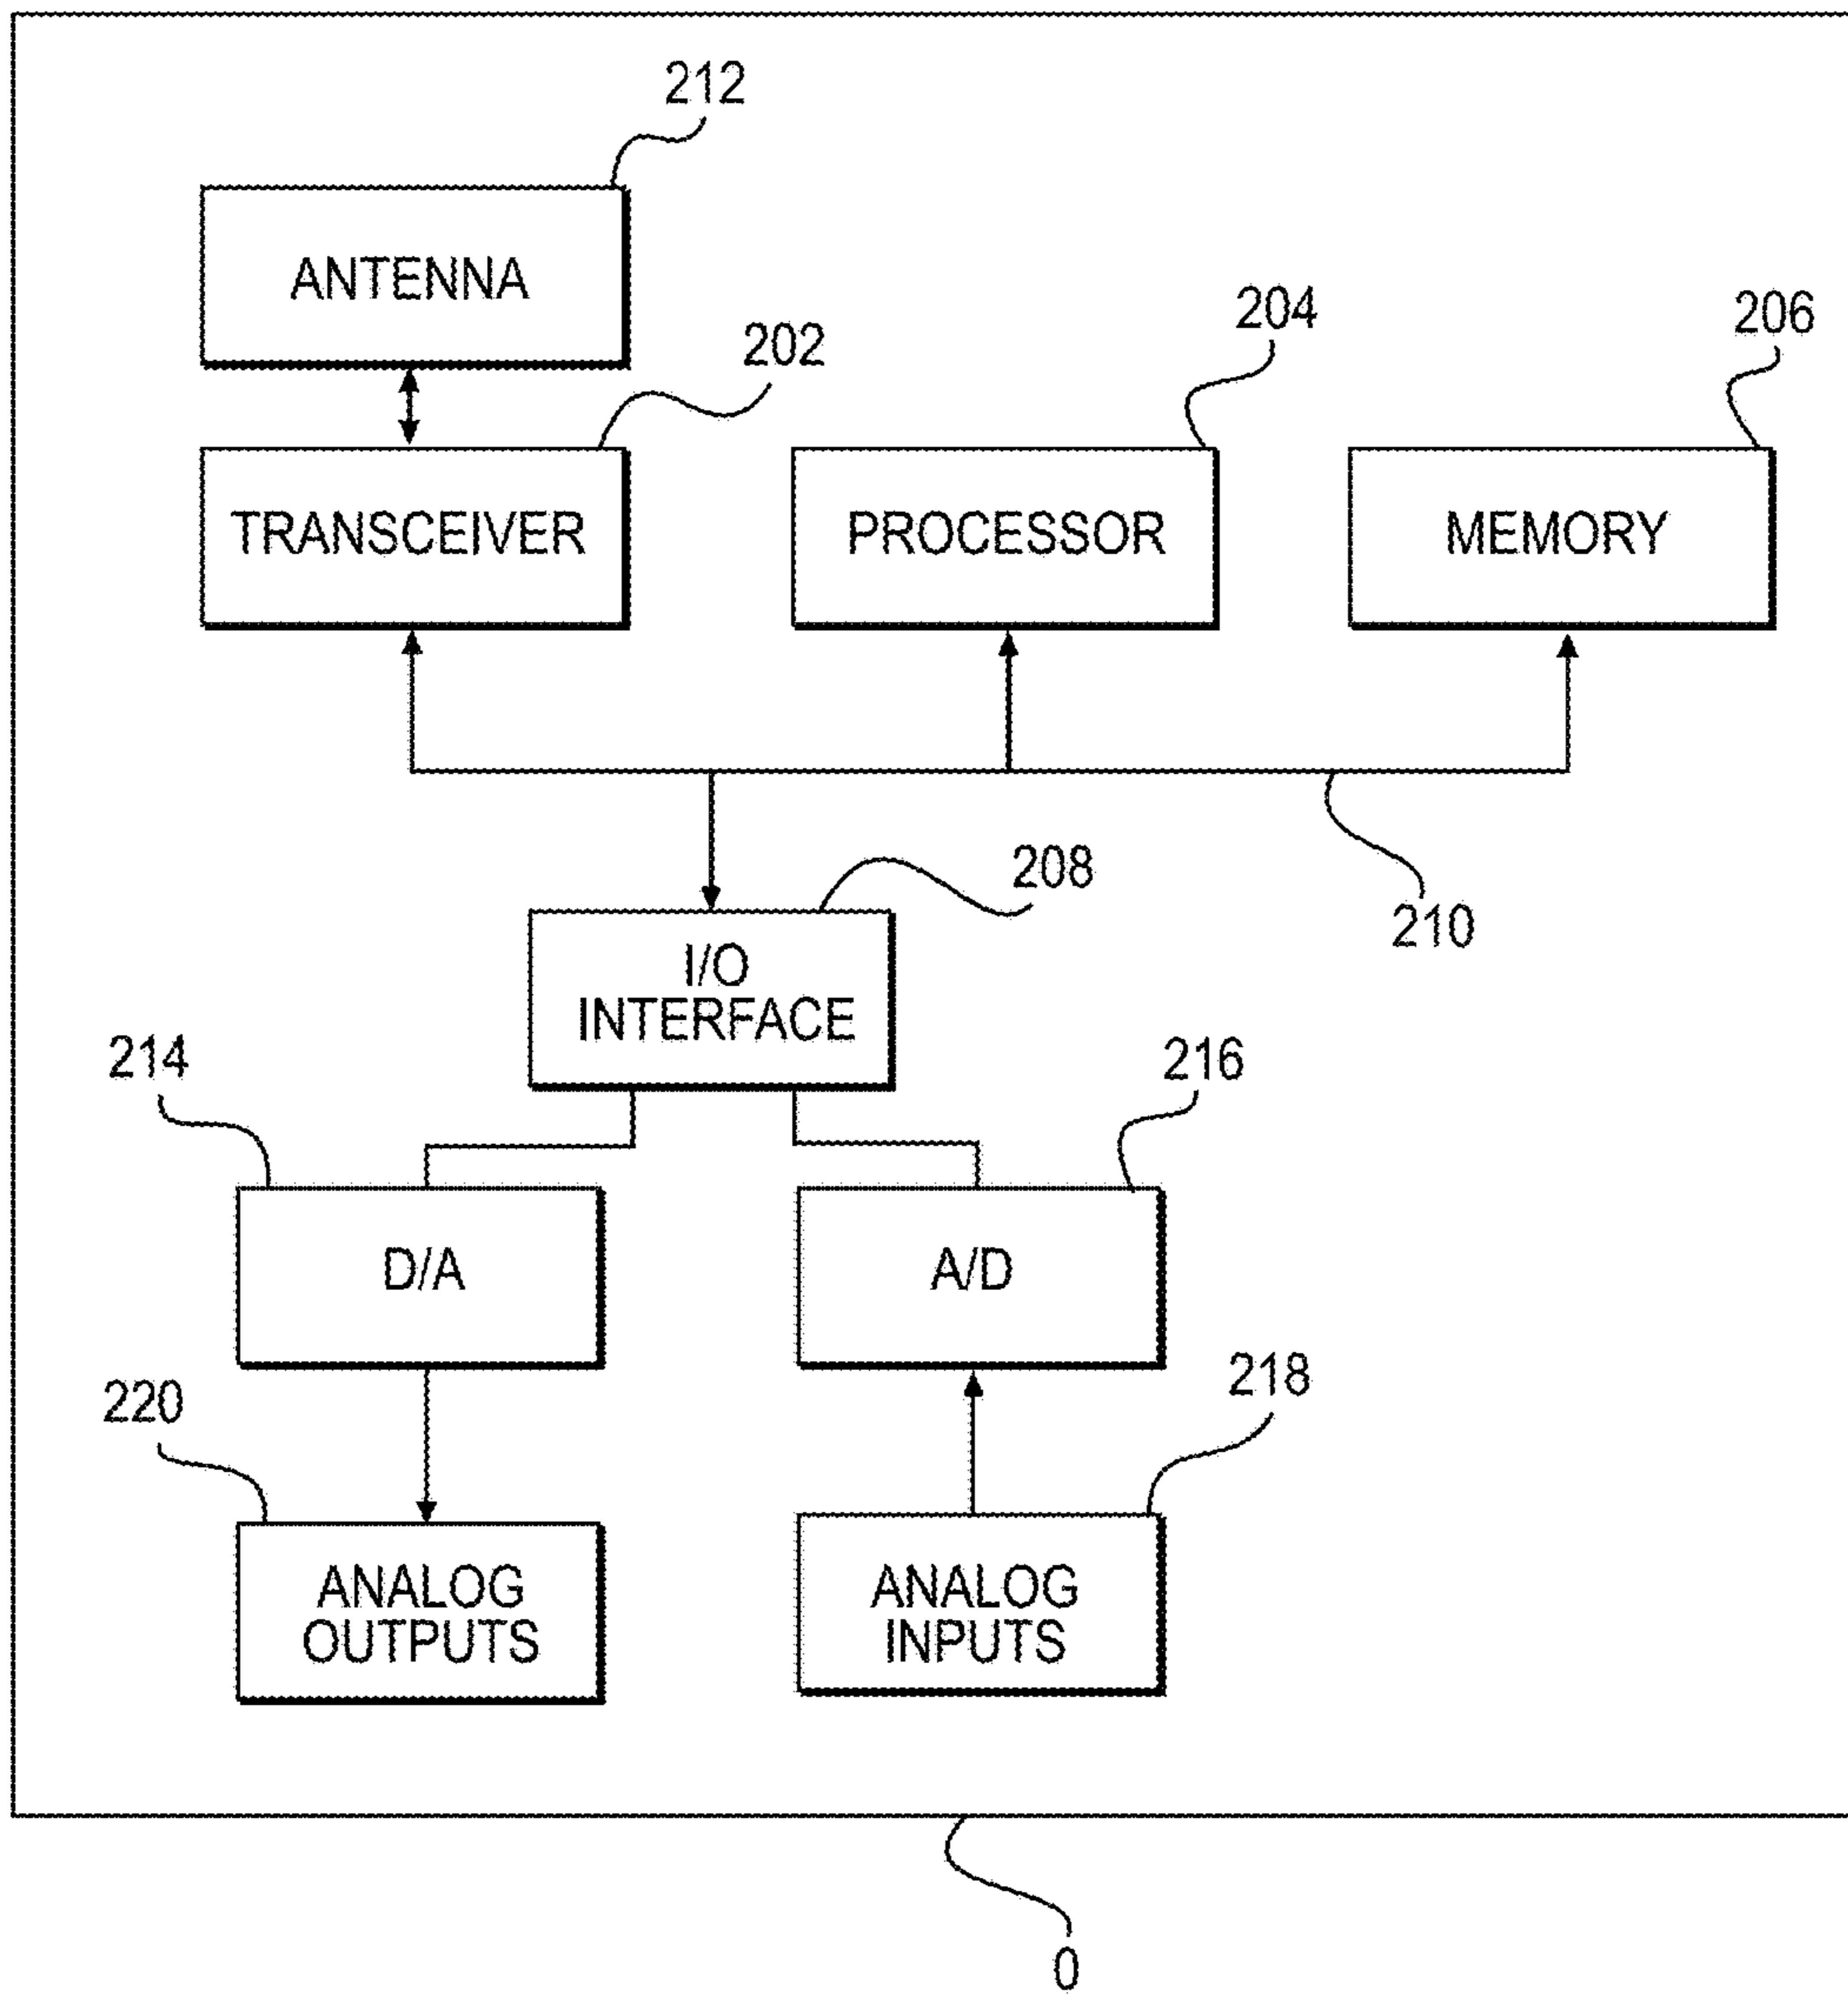 212
ANTENNA
202
204
206
TRANSCEIVER
PROCESSOR
MEMORY
208
210
I/O
INTERFACE
214
216
D/A
A/D
220
218
ANALOG
OUTPUTS
ANALOG
INPUTS
0